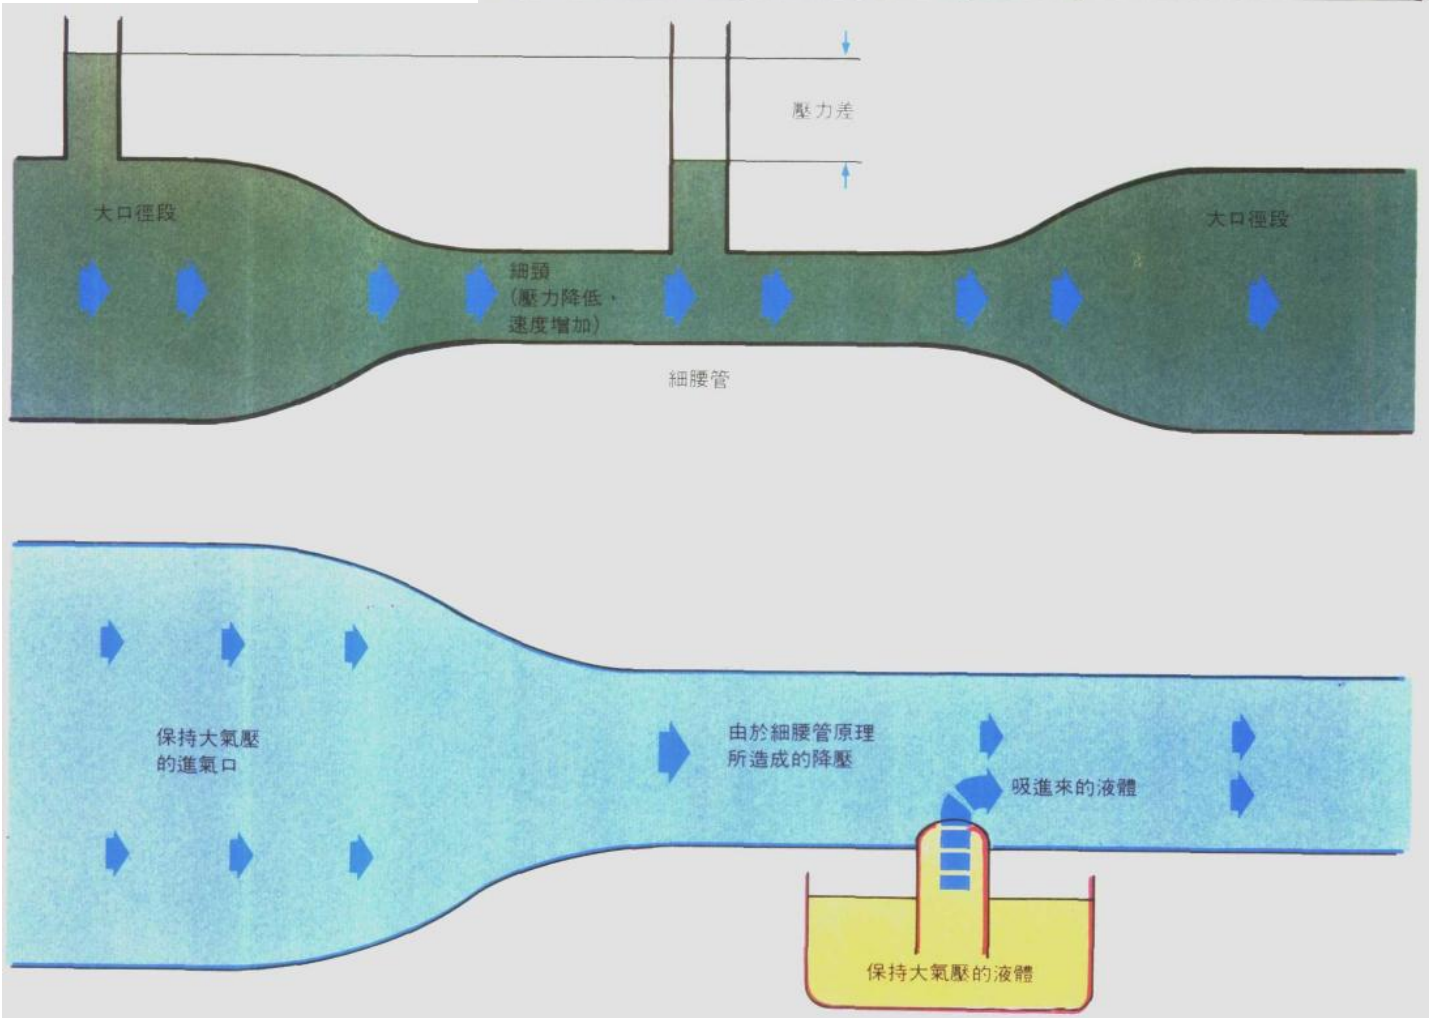 壓力差
大口徑段
大口徑段
細頸
(壓力降低，
速度增加)
細腰管
保持大氣壓
的進氣口
由於細腰管原理
所造成的降壓
吸進來的液體
保持大氣壓的液體